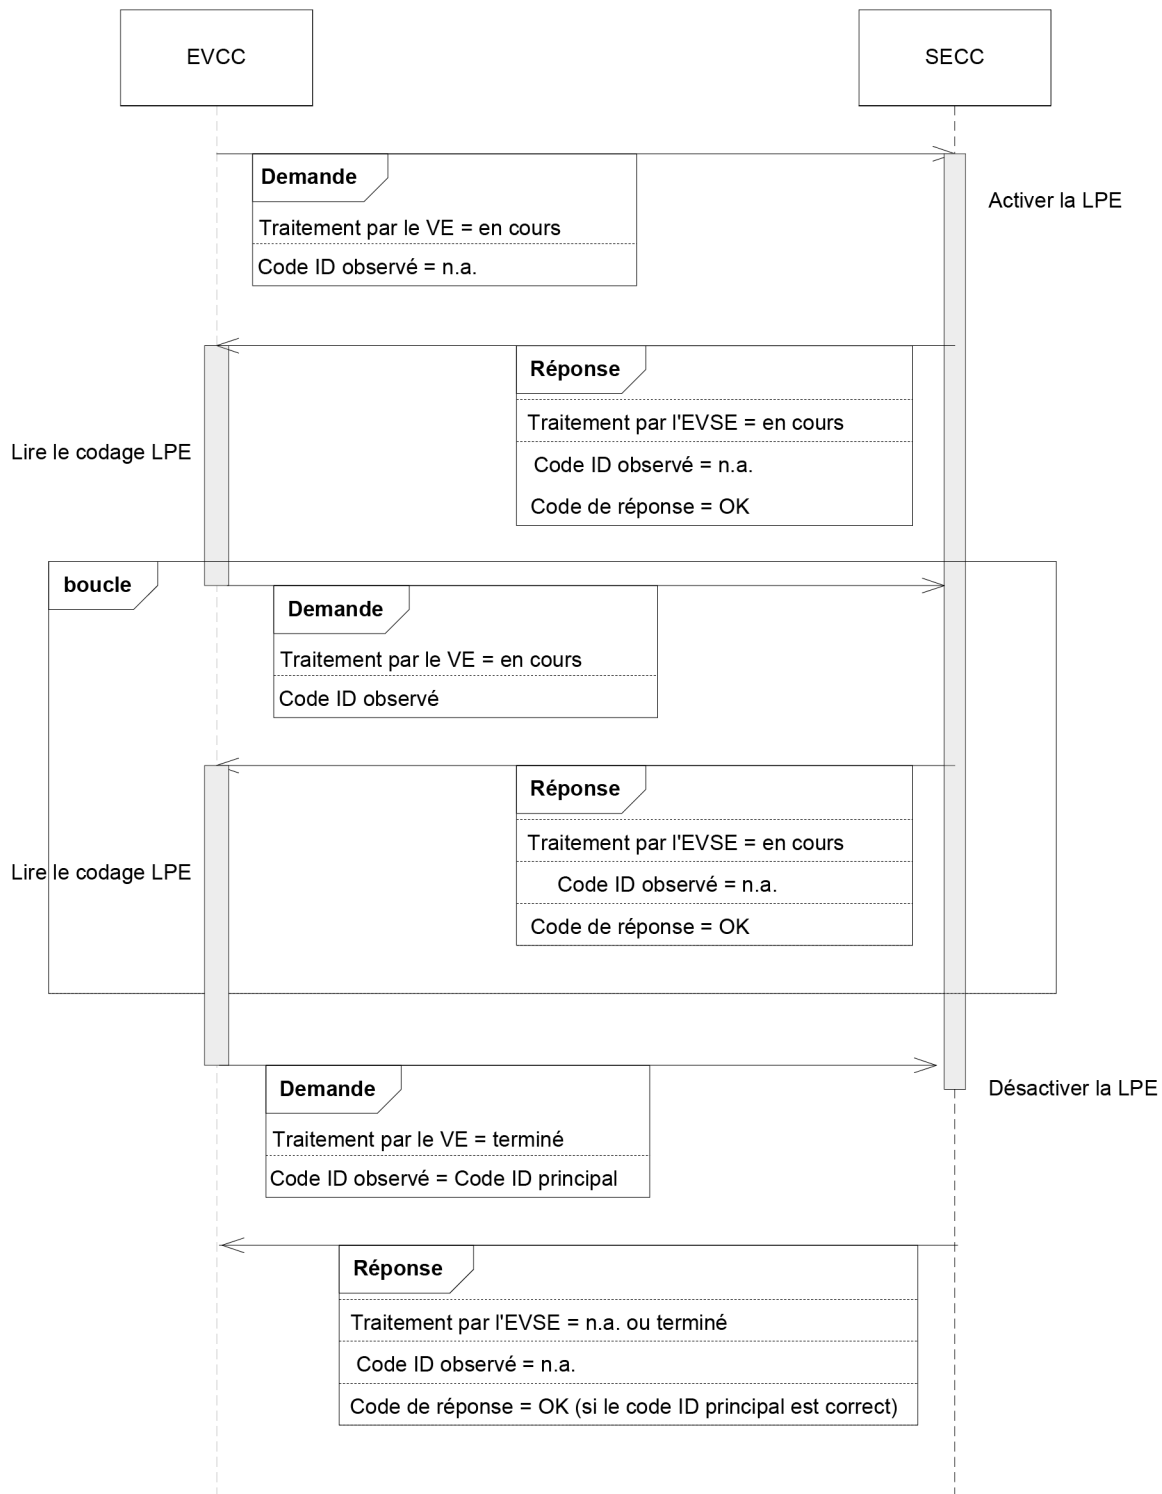 EVCC
SECC
Demande
Activer la LPE
Traitement par le VE = en cours
Code ID observé = n.a.
Réponse
Traitement par l'EVSE = en cours
Lire le codage LPE
Code ID observé = n.a.
Code de réponse = OK
boucle
Demande
Traitement par le VE = en cours
Code ID observé
Réponse
Traitement par l'EVSE = en cours
Lire le codage LPE
Code ID observé = n.a.
Code de réponse = OK
Demande
Désactiver la LPE
Traitement par le VE = terminé
Code ID observé = Code ID principal
Réponse
Traitement par l'EVSE = n.a. ou terminé
Code ID observé = n.a.
Code de réponse = OK (si le code ID principal est correct)